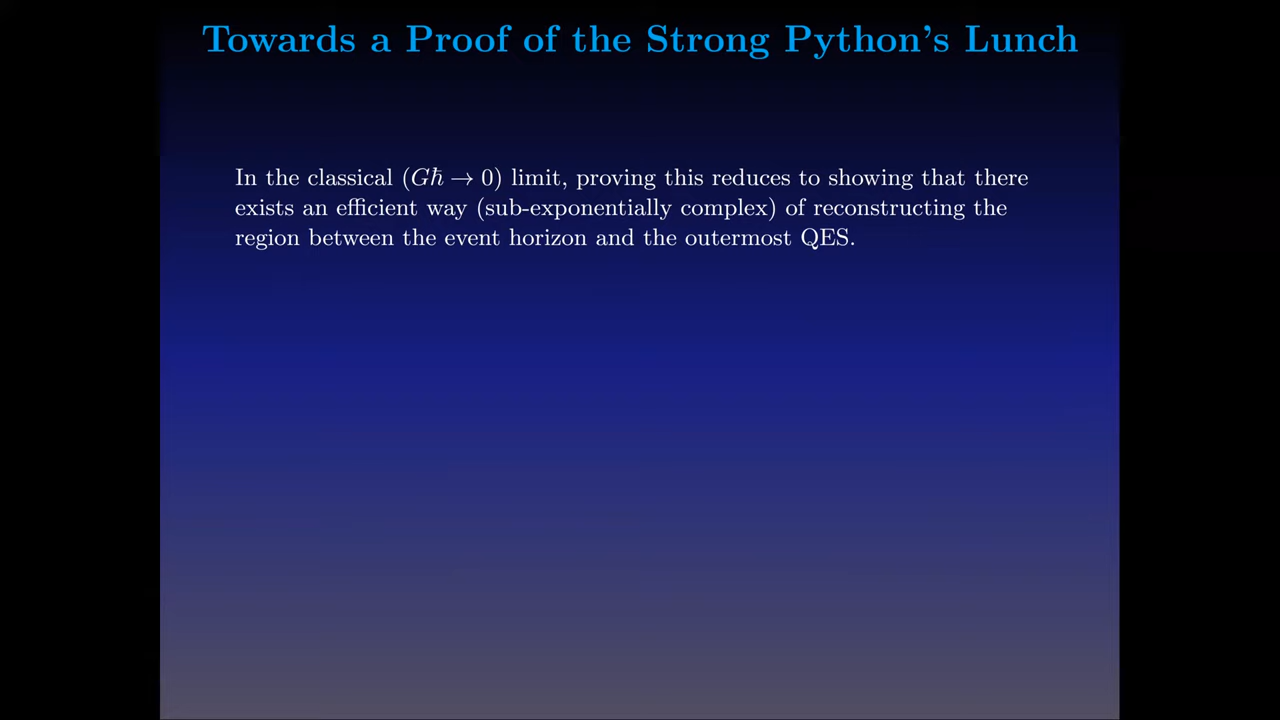 Towards a Proof of the Strong Python's Lunch
In the classical (Għ → 0) limit, proving this reduces to showing that there
exists an efficient way (sub-exponentially complex) of reconstructing the
region between the event horizon and the outermost QES.